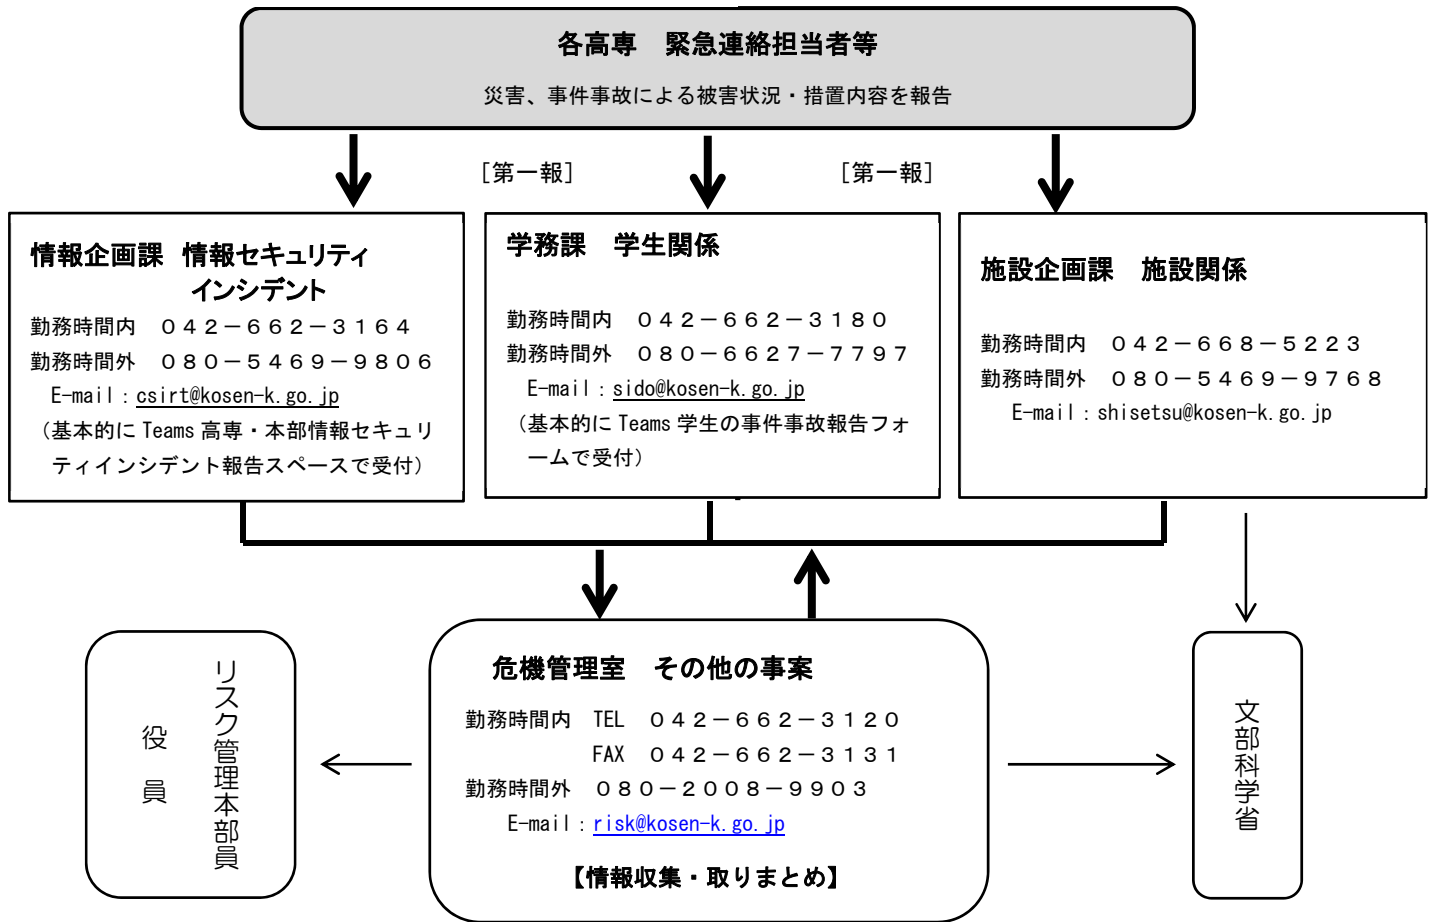 各高専　緊急連絡担当者等
災害、事件事故による被害状況・措置内容を報告
［第一報］
［第一報］
情報企画課　情報セキュリティ
インシデント
勤務時間内　０４２－６６２－３１６４
勤務時間外　０８０－５４６９－９８０６
E-mail：csirt@kosen-k.go.jp
（基本的に Teams 高専・本部情報セキュリ
ティインシデント報告スペースで受付）
学務課　学生関係
勤務時間内　０４２－６６２－３１８０
勤務時間外　０８０－６６２７－７７９７
E-mail：sido@kosen-k.go.jp
（基本的に Teams 学生の事件事故報告フォ
ームで受付）
施設企画課　施設関係
勤務時間内　０４２－６６８－５２２３
勤務時間外　０８０－５４６９－９７６８
E-mail：shisetsu@kosen-k.go.jp
リスク管理本部員
役　員
危機管理室　その他の事案
勤務時間内　TEL　０４２－６６２－３１２０
FAX　０４２－６６２－３１３１
勤務時間外　０８０－２００８－９９０３
E-mail：risk@kosen-k.go.jp
【情報収集・取りまとめ】
文部科学省